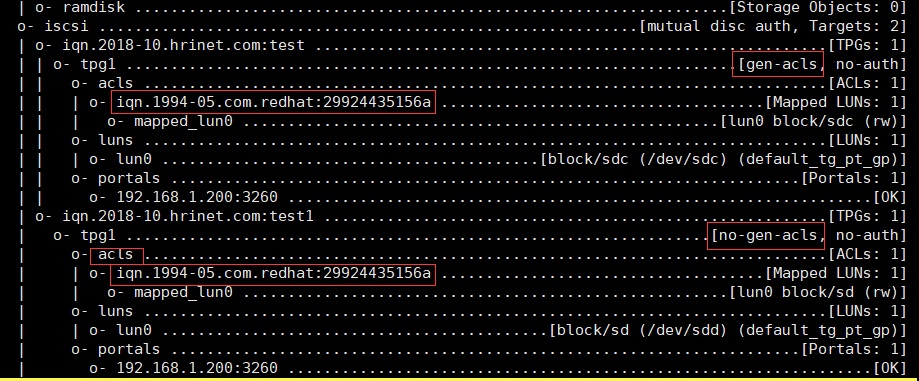 | o- ramdisk ..................................................................[Storage Objects: 0]
o- iscsi ............................................................[mutual disc auth, Targets: 2]
| o- iqn.2018-10.hrinet.com:test ..........................................................[TPGs: 1]
| | o- tpg1 ...................................................................[gen-acls, no-auth]
| |   o- acls .............................................................................[ACLs: 1]
| |   | o- iqn.1994-05.com.redhat:29924435156a .....................................[Mapped LUNs: 1]
| |   |   o- mapped_lun0 .....................................................[lun0 block/sdc (rw)]
| |   o- luns .............................................................................[LUNs: 1]
| |   | o- lun0 ...........................................[block/sdc (/dev/sdc) (default_tg_pt_gp)]
| |   o- portals .......................................................................[Portals: 1]
| |     o- 192.168.1.200:3260 .................................................................[OK]
| o- iqn.2018-10.hrinet.com:test1 .........................................................[TPGs: 1]
|   o- tpg1 ................................................................[no-gen-acls, no-auth]
|     o- acls .............................................................................[ACLs: 1]
|     | o- iqn.1994-05.com.redhat:29924435156a .....................................[Mapped LUNs: 1]
|     |   o- mapped_lun0 ......................................................[lun0 block/sd (rw)]
|     o- luns .............................................................................[LUNs: 1]
|     | o- lun0 ............................................[block/sd (/dev/sdd) (default_tg_pt_gp)]
|     o- portals .......................................................................[Portals: 1]
|       o- 192.168.1.200:3260 .................................................................[OK]